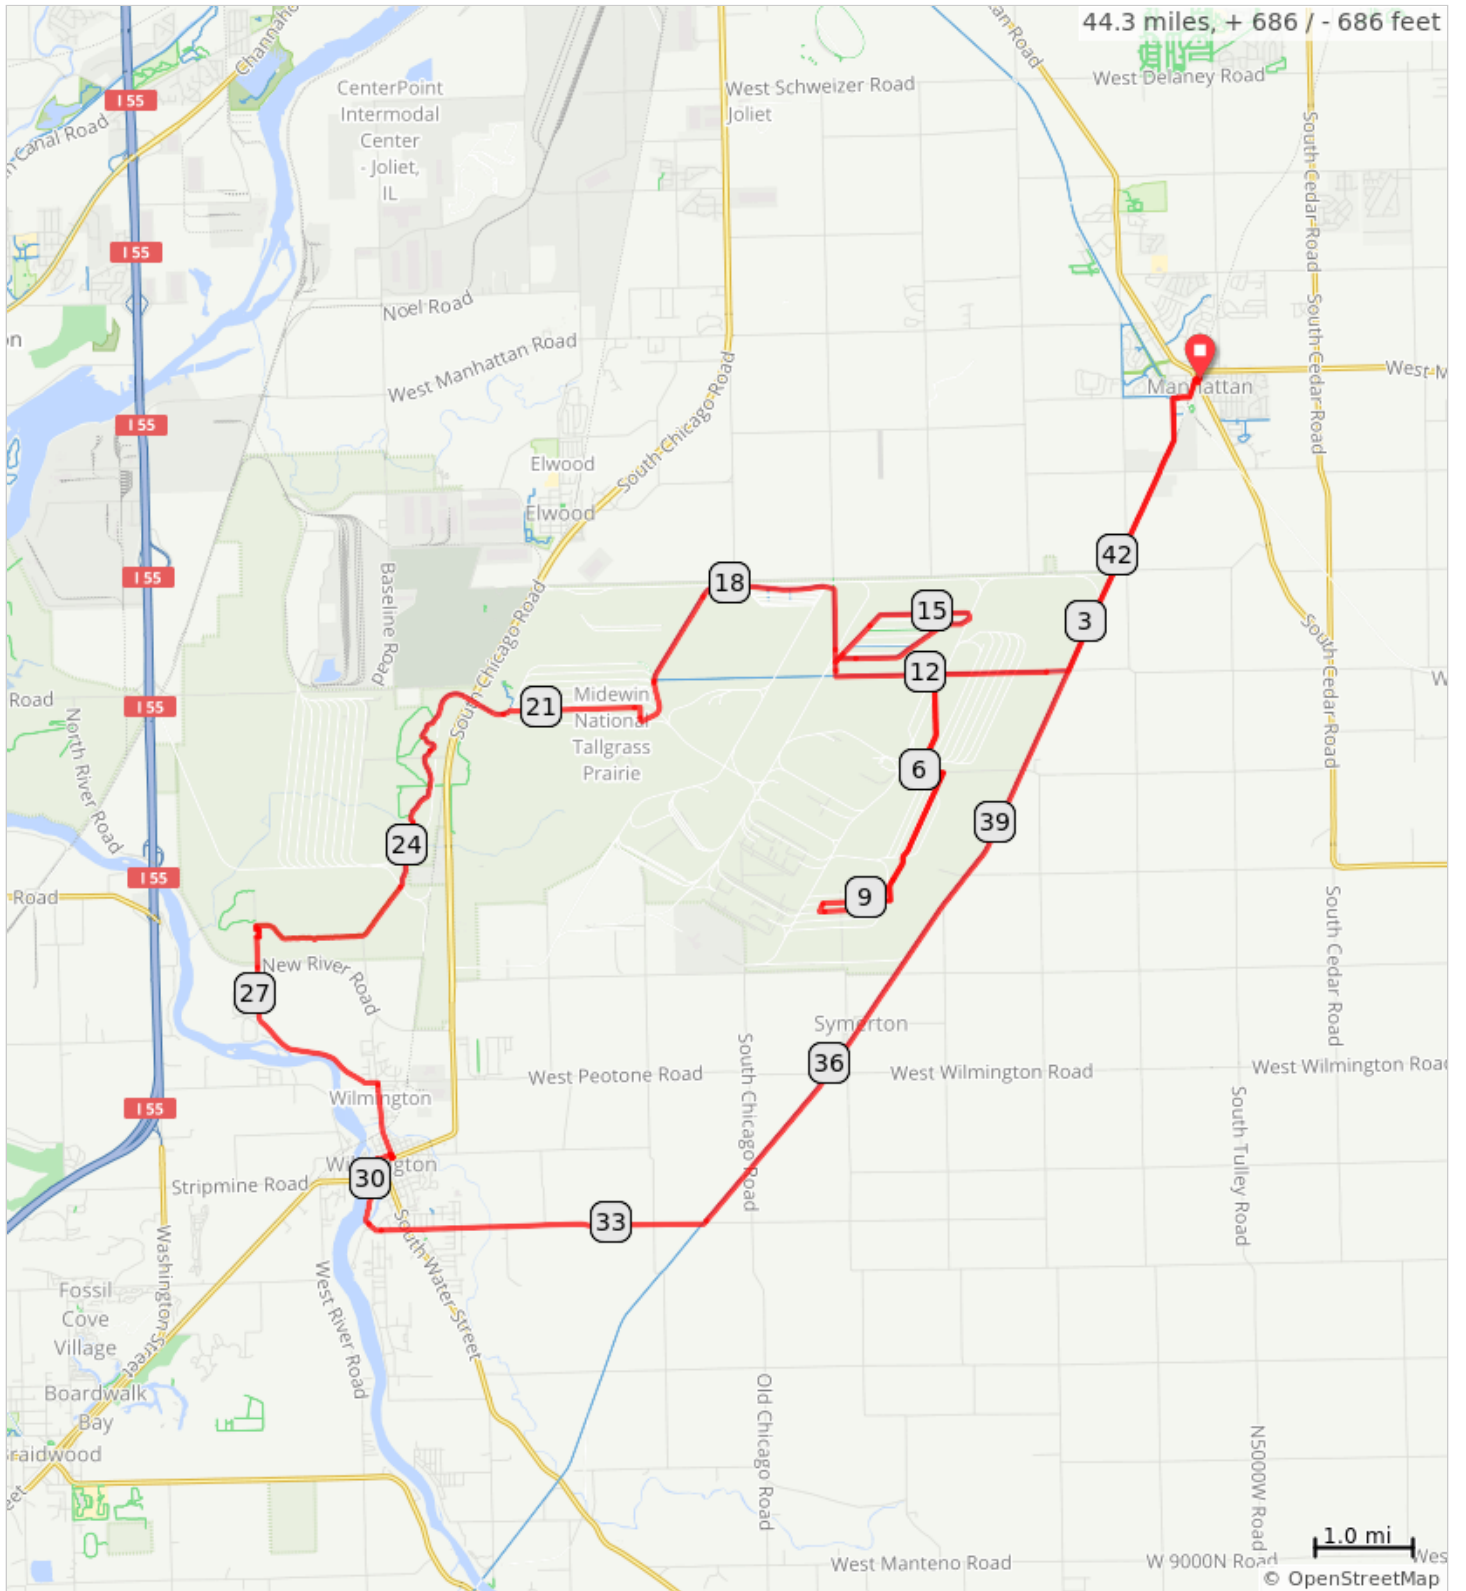 44.3 miles, + 686 / - 686 feet
West Delaney Road
CenterPoint
Intermodal
Center
- Joliet,
IL
West Schweizer Road
Joliet
I 55
Canal Road
South Cedar Road
I 55
South Cedar Road
Noel Road
West Manhattan Road
Manhattan
I 55
South Chicago Road
Elwood
Elwood
42
I 55
Baseline Road
18
15
3
South Chicago Road
South Cedar Road
12
Road
I 55
21
Midewin
National
Tallgrass
Prairie
North River Road
6
South Cedar Road
39
24
I 55
Road
9
South Cedar Road
New River Road
27
Symerton
36
South Chicago Road
West Peotone Road
West Wilmington Road
West Wilmington Road
Wilmington
I 55
South Tulley Road
Stripmine Road
30
33
South Water Street
Washington Street
West River Road
Fossil
Cove
Village
Boardwalk
Bay
Old Chicago Road
N5000W Road
1.0 mi
West Manteno Road
W 9000N Road
© OpenStreetMap